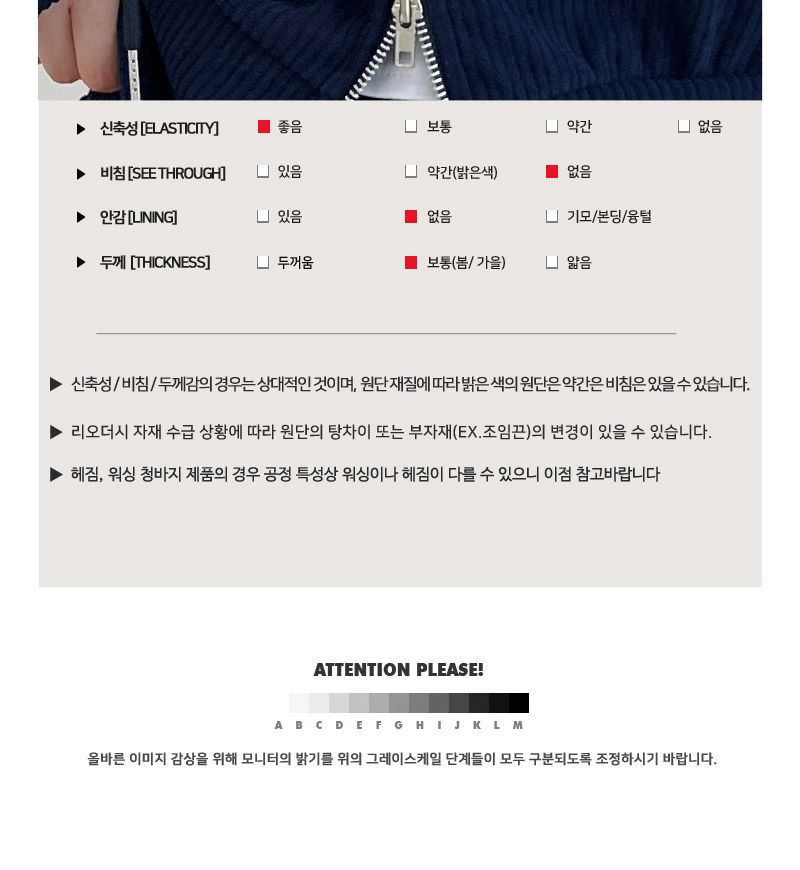 ▶ 신축성 [ELASTICITY] 좋음 보통 약간 없음
▶ 비침 [SEE THROUGH] 있음 약간(밝은색) 없음
▶ 안감 [LINING] 있음 없음 기모/본딩/융털
▶ 두께 [THICKNESS] 두꺼움 보통(봄/ 가을) 얇음
▶ 신축성 / 비침 / 두께감의 경우는 상대적인 것이며, 원단 재질에 따라 밝은 색의 원단은 약간은 비침은 있을 수 있습니다.
▶ 리오더시 자재 수급 상황에 따라 원단의 탕차이 또는 부자재(EX.조임끈)의 변경이 있을 수 있습니다.
▶ 헤짐, 워싱 청바지 제품의 경우 공정 특성상 워싱이나 헤짐이 다를 수 있으니 이점 참고바랍니다
ATTENTION PLEASE!
A B C D E F G H I J K L M
올바른 이미지 감상을 위해 모니터의 밝기를 위의 그레이스케일 단계들이 모두 구분되도록 조정하시기 바랍니다.